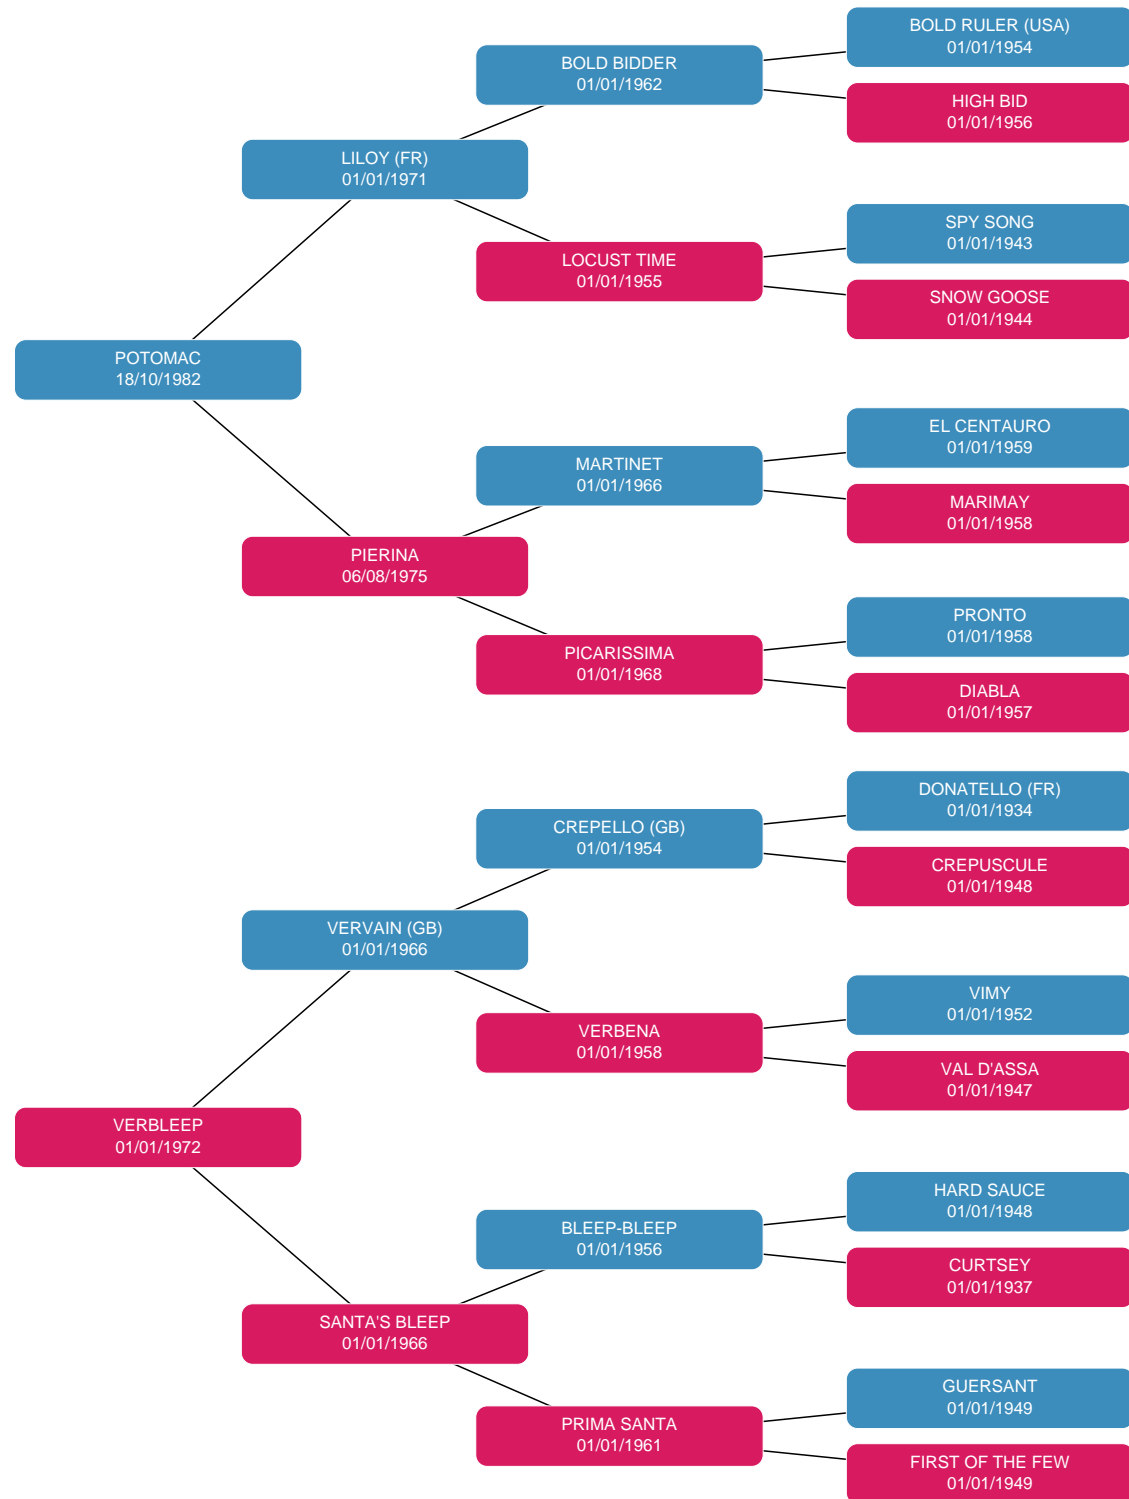 BOLD RULER (USA)
01/01/1954
BOLD BIDDER
01/01/1962
HIGH BID
01/01/1956
LILOY (FR)
01/01/1971
SPY SONG
01/01/1943
LOCUST TIME
01/01/1955
SNOW GOOSE
01/01/1944
POTOMAC
18/10/1982
EL CENTAURO
01/01/1959
MARTINET
01/01/1966
MARIMAY
01/01/1958
PIERINA
06/08/1975
PRONTO
01/01/1958
PICARISSIMA
01/01/1968
DIABLA
01/01/1957
DONATELLO (FR)
01/01/1934
CREPELLO (GB)
01/01/1954
CREPUSCULE
01/01/1948
VERVAIN (GB)
01/01/1966
VIMY
01/01/1952
VERBENA
01/01/1958
VAL D'ASSA
01/01/1947
VERBLEEP
01/01/1972
HARD SAUCE
01/01/1948
BLEEP-BLEEP
01/01/1956
CURTSEY
01/01/1937
SANTA'S BLEEP
01/01/1966
GUERSANT
01/01/1949
PRIMA SANTA
01/01/1961
FIRST OF THE FEW
01/01/1949